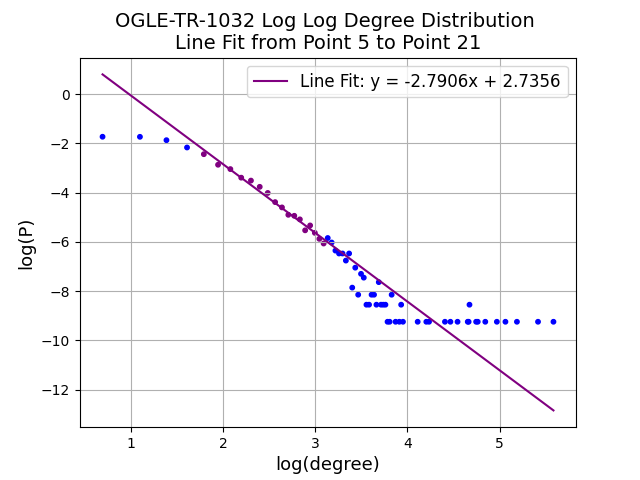 OGLE-TR-1032 Log Log Degree Distribution
Line Fit from Point 5 to Point 21
Line Fit: y = -2.7906x + 2.7356
log(P)
0
−2
−4
−6
−8
−10
−12
1 2 3 4 5
log(degree)